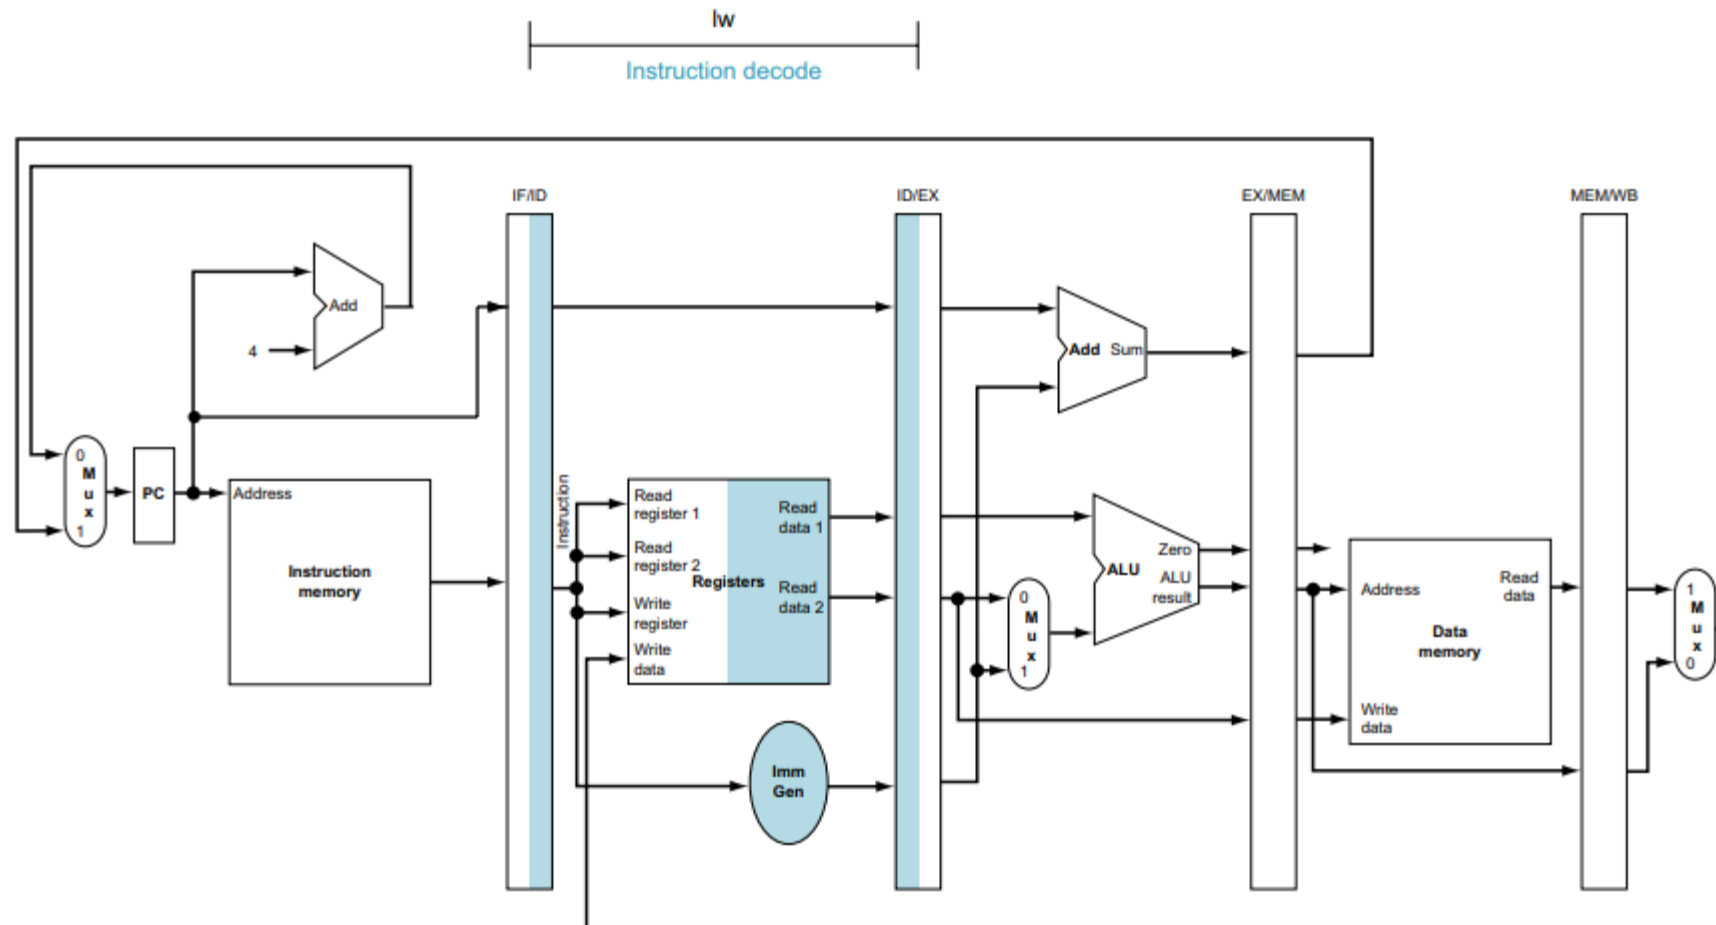 lw
Instruction decode
IF/ID
ID/EX
EX/MEM
MEM/WB
Add
4
Add Sum
0
M
u
x
1
PC
Address
Instruction
memory
Instruction
Read
register 1
Read
register 2
Write
register
Write
data
Registers
Read
data 1
Read
data 2
Imm
Gen
0
M
u
x
1
ALU
Zero
ALU
result
Address
Read
data
Data
memory
Write
data
1
M
u
x
0